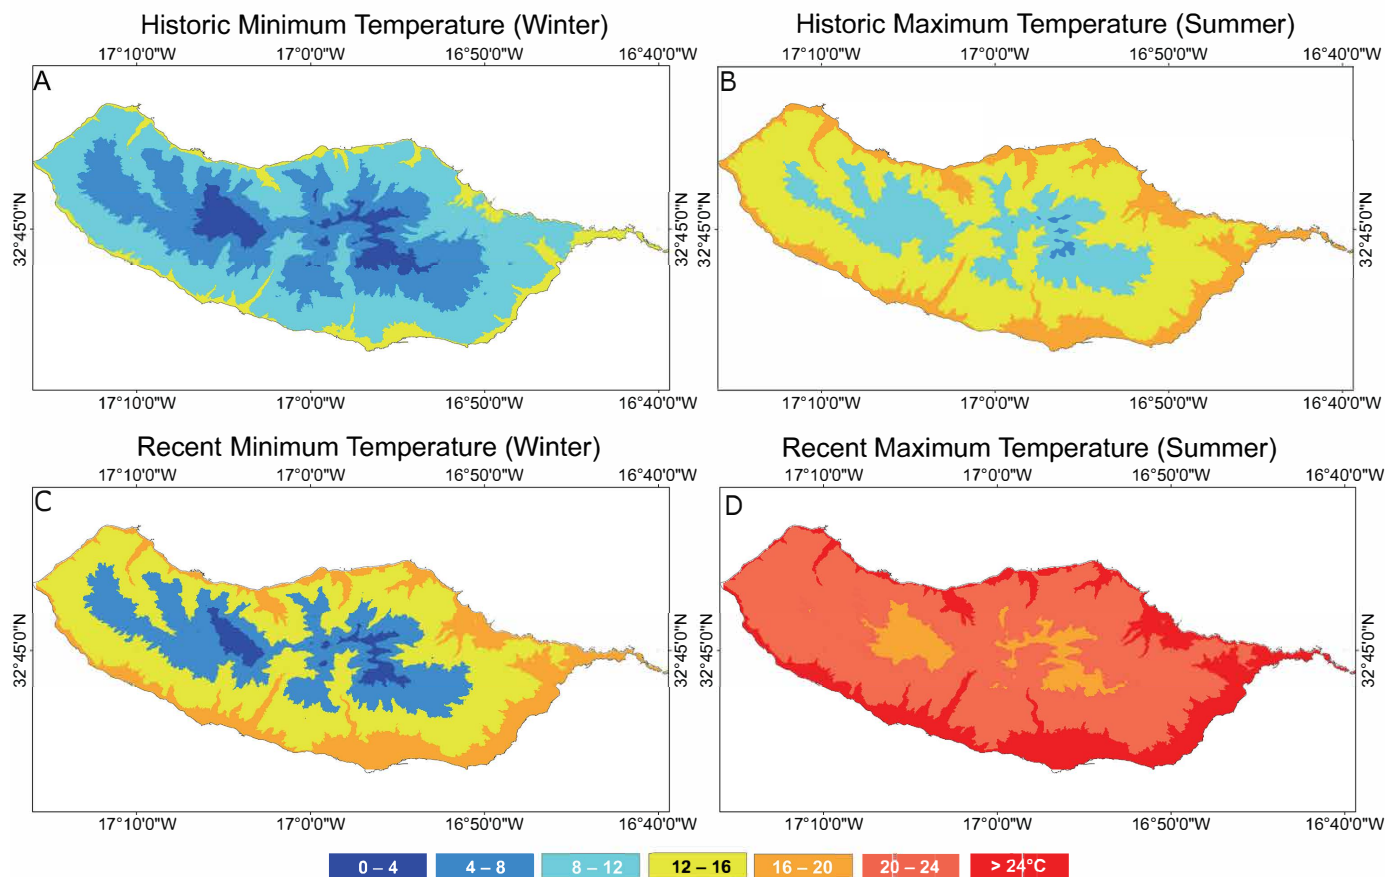 Historic Minimum Temperature (Winter)
Historic Maximum Temperature (Summer)
17°10'0"W 17°0'0"W 16°50'0"W 16°40'0"W
17°10'0"W 17°0'0"W 16°50'0"W 16°40'0"W
A
B
32°45'0"N
32°45'0"N
32°45'0"N
17°10'0"W 17°0'0"W 16°50'0"W 16°40'0"W
17°10'0"W 17°0'0"W 16°50'0"W 16°40'0"W
Recent Minimum Temperature (Winter)
Recent Maximum Temperature (Summer)
17°10'0"W 17°0'0"W 16°50'0"W 16°40'0"W
17°10'0"W 17°0'0"W 16°50'0"W 16°40'0"W
C
D
32°45'0"N
32°45'0"N
32°45'0"N
32°45'0"N
17°10'0"W 17°0'0"W 16°50'0"W 16°40'0"W
17°10'0"W 17°0'0"W 16°50'0"W 16°40'0"W
0 – 4 4 – 8 8 – 12 12 – 16 16 – 20 20 – 24 > 24°C